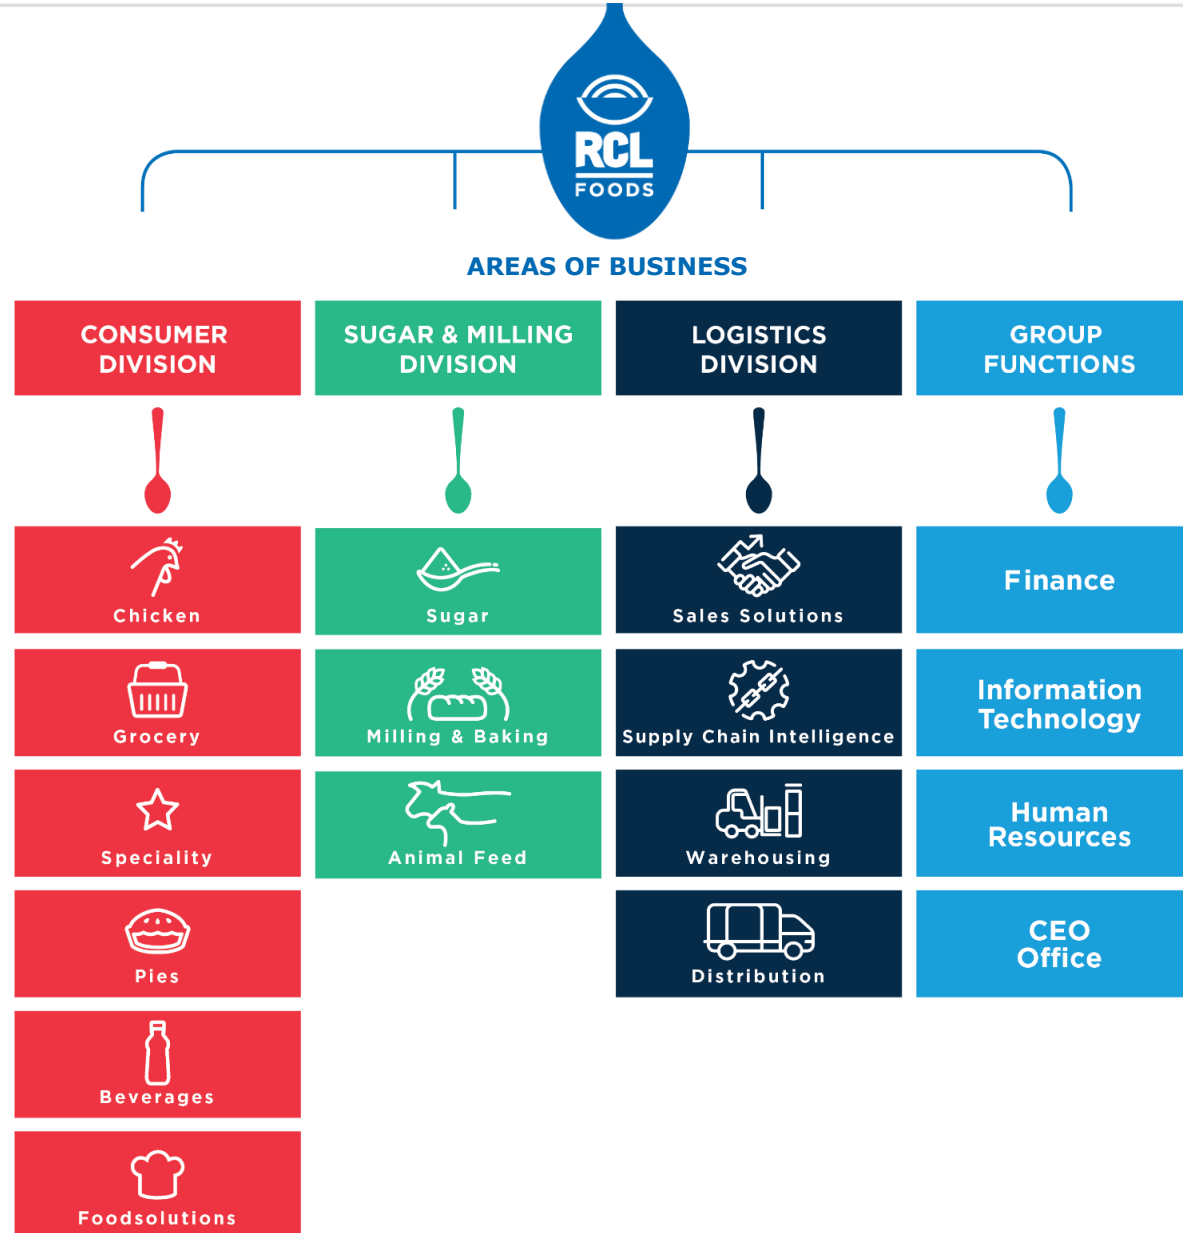 RCL
FOODS
AREAS OF BUSINESS
CONSUMER
DIVISION
Chicken
Grocery
Speciality
Pies
Beverages
Foodsolutions
SUGAR & MILLING
DIVISION
Sugar
Milling & Baking
Animal Feed
LOGISTICS
DIVISION
Sales Solutions
Supply Chain Intelligence
Warehousing
Distribution
GROUP
FUNCTIONS
Finance
Information
Technology
Human
Resources
CEO
Office